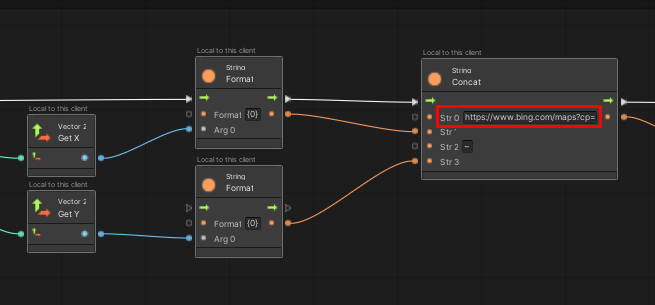 Local to this client
String
Format
Format {0}
Arg 0
Local to this client
Vector 2
Get X
Local to this client
Vector 2
Get Y
Local to this client
String
Format
Format {0}
Arg 0
Local to this client
String
Concat
Str 0 https://www.bing.com/maps?cp=
Str
Str 2 ~
Str 3